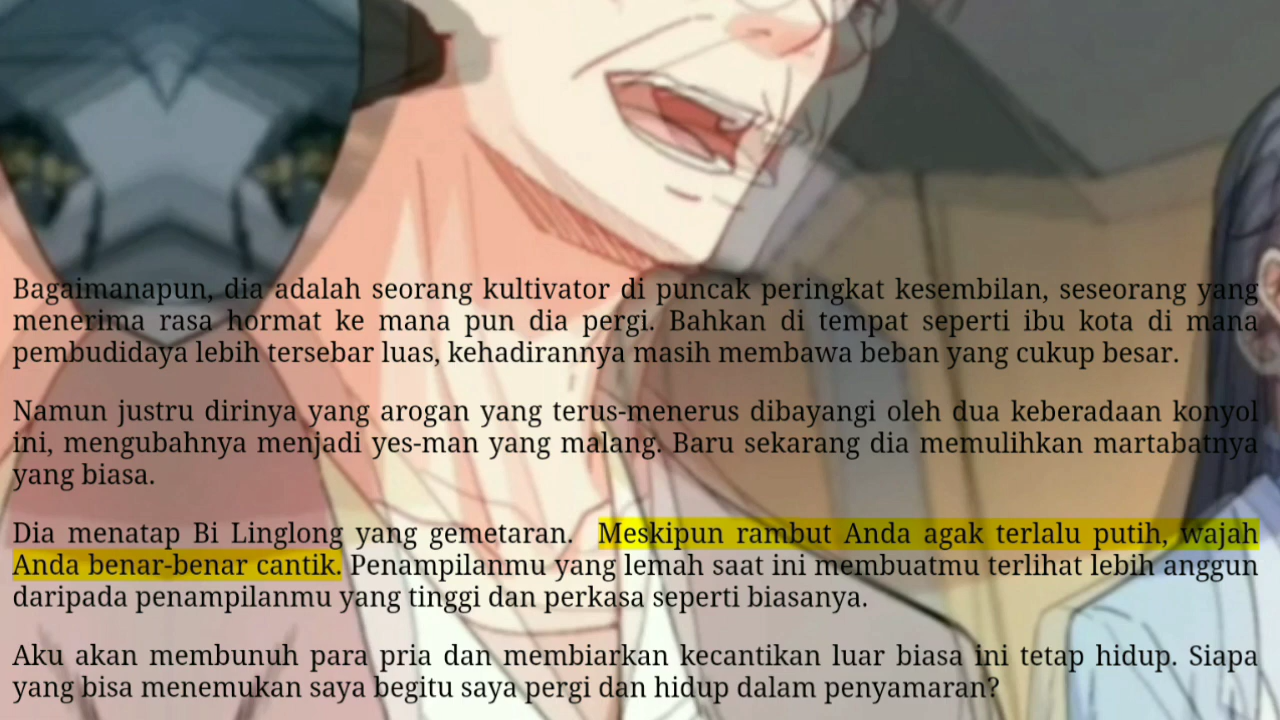 Bagaimanapun, dia adalah seorang kultivator di puncak peringkat kesembilan, seseorang yang
menerima rasa hormat ke mana pun dia pergi. Bahkan di tempat seperti ibu kota di mana
pembudidaya lebih tersebar luas, kehadirannya masih membawa beban yang cukup besar.
Namun justru dirinya yang arogan yang terus-menerus dibayangi oleh dua keberadaan konyol
ini, mengubahnya menjadi yes-man yang malang. Baru sekarang dia memulihkan martabatnya
yang biasa.
Dia menatap Bi Linglong yang gemetaran. Meskipun rambut Anda agak terlalu putih, wajah
Anda benar-benar cantik. Penampilanmu yang lemah saat ini membuatmu terlihat lebih anggun
daripada penampilanmu yang tinggi dan perkasa seperti biasanya.
Aku akan membunuh para pria dan membiarkan kecantikan luar biasa ini tetap hidup. Siapa
yang bisa menemukan saya begitu saya pergi dan hidup dalam penyamaran?